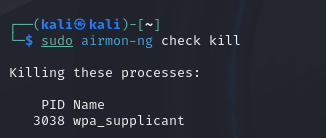 ┌──(kali㉿kali)-[~]
└─$ sudo airmon-ng check kill
Killing these processes:
PID Name
3038 wpa_supplicant